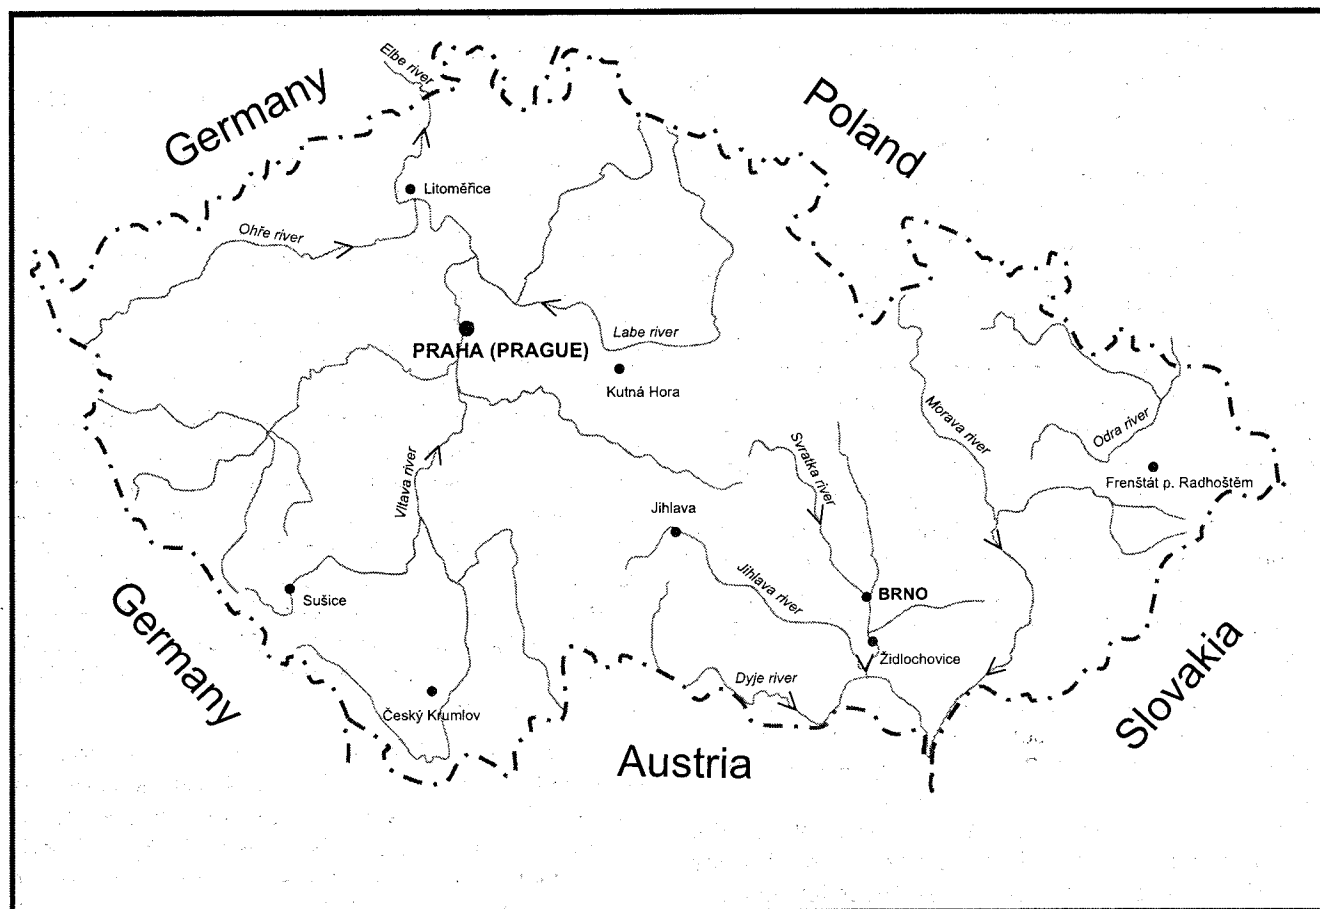 Elbe river
Germany
Poland
Litoměřice
Ohře river
Labe river
PRAHA (PRAGUE)
Kutná Hora
Morava river
Odra river
Svratka river
Vltava river
Frenštát p. Radhoštěm
Jihlava
Jihlava river
BRNO
Sušice
Židlochovice
Germany
Slovakia
Dyje river
Český Krumlov
Austria